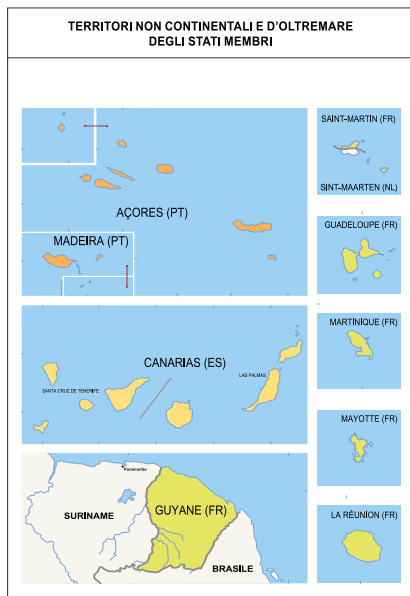 TERRITORI NON CONTINENTALI E D'OLTREMARE
DEGLI STATI MEMBRI
AÇORES (PT)
MADEIRA (PT)
CANARIAS (ES)
SANTA CRUZ DE TENERIFE
LAS PALMAS
Paramaribo
SURINAME
GUYANE (FR)
BRASILE
SAINT-MARTIN (FR)
SINT-MAARTEN (NL)
GUADELOUPE (FR)
MARTINIQUE (FR)
MAYOTTE (FR)
LA RÉUNION (FR)